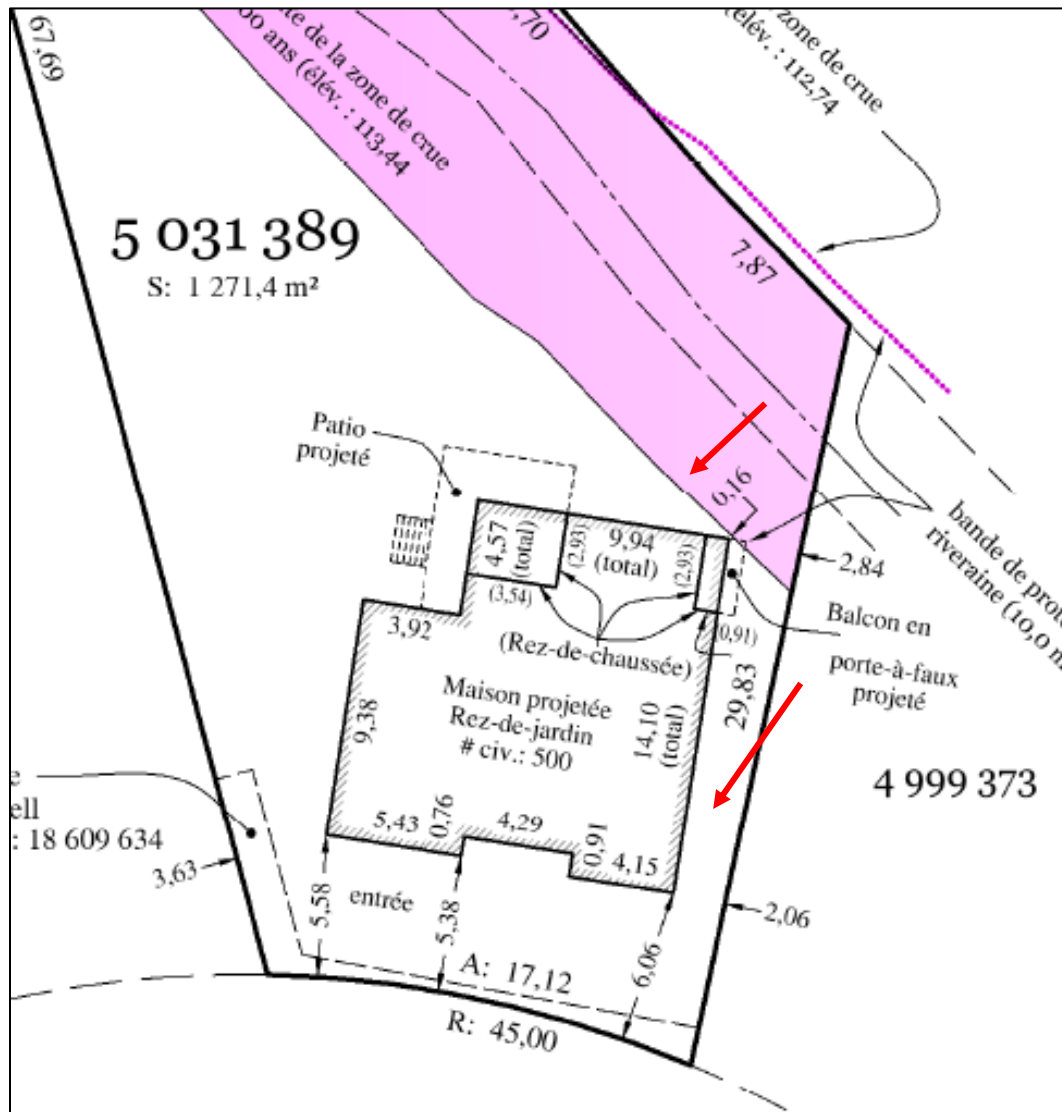 67,69
,70
zone de crue
(élév. : 112,74
de la zone de crue
ans (élév. : 113,44
5 031 389
S: 1 271,4 m²
7,87
Patio
projeté
0,16
4,57
(total)
(2,93)
9,94
(total)
(2,93)
2,84
bande de
riveraine (10,0 m
(3,54)
3,92
(0,91)
Balcon en
porte-à-faux
projeté
(Rez-de-chaussée)
29,83
Maison projetée
Rez-de-jardin
# civ.: 500
14,10
(total)
9,38
4 999 373
: 18 609 634
3,63
5,43
0,76
4,29
0,91
4,15
5,58
entrée
5,38
6,06
2,06
A: 17,12
R: 45,00